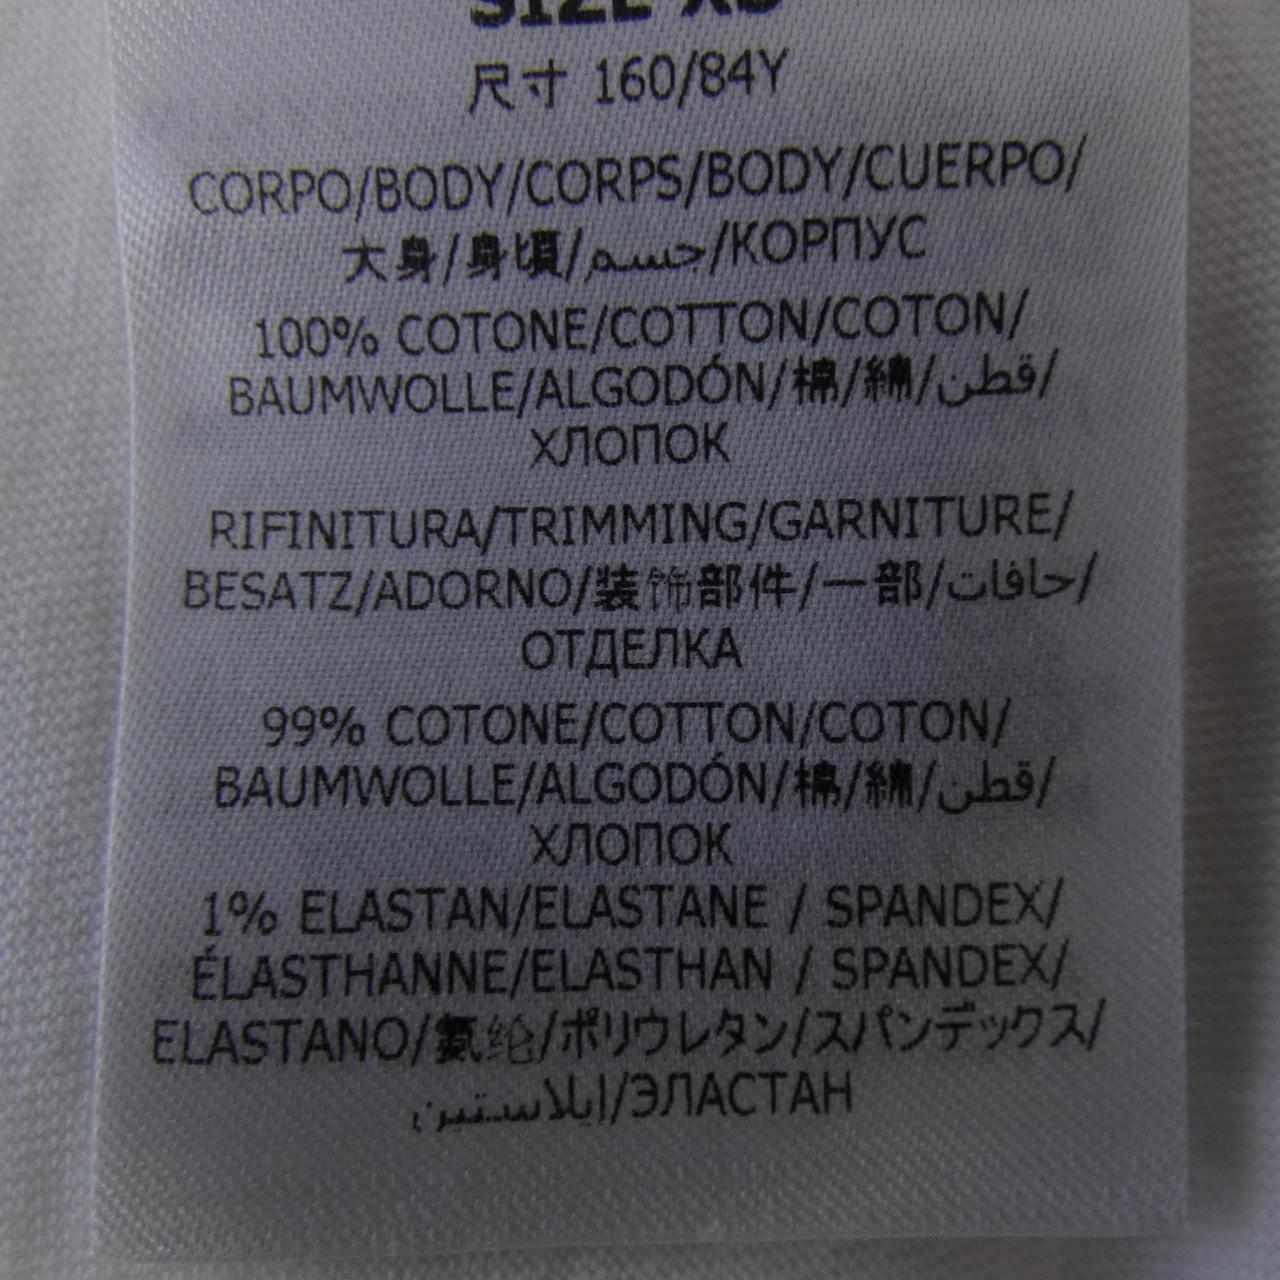 SIZE XS
尺寸 160/84Y
CORPO/BODY/CORPS/BODY/CUERPO/
大身/身頃/جسم/КОРПУС
100% COTONE/COTTON/COTON/
BAUMWOLLE/ALGODÓN/棉/綿/قطن/
ХЛОПОК
RIFINITURA/TRIMMING/GARNITURE/
BESATZ/ADORNO/装饰部件/一部/حافات/
ОТДЕЛКА
99% COTONE/COTTON/COTON/
BAUMWOLLE/ALGODÓN/棉/綿/قطن/
ХЛОПОК
1% ELASTAN/ELASTANE / SPANDEX/
ÉLASTHANNE/ELASTHAN / SPANDEX/
ELASTANO/氨纶/ポリウレタン/スパンデックス/
إيلاستين/ЭЛАСТАН